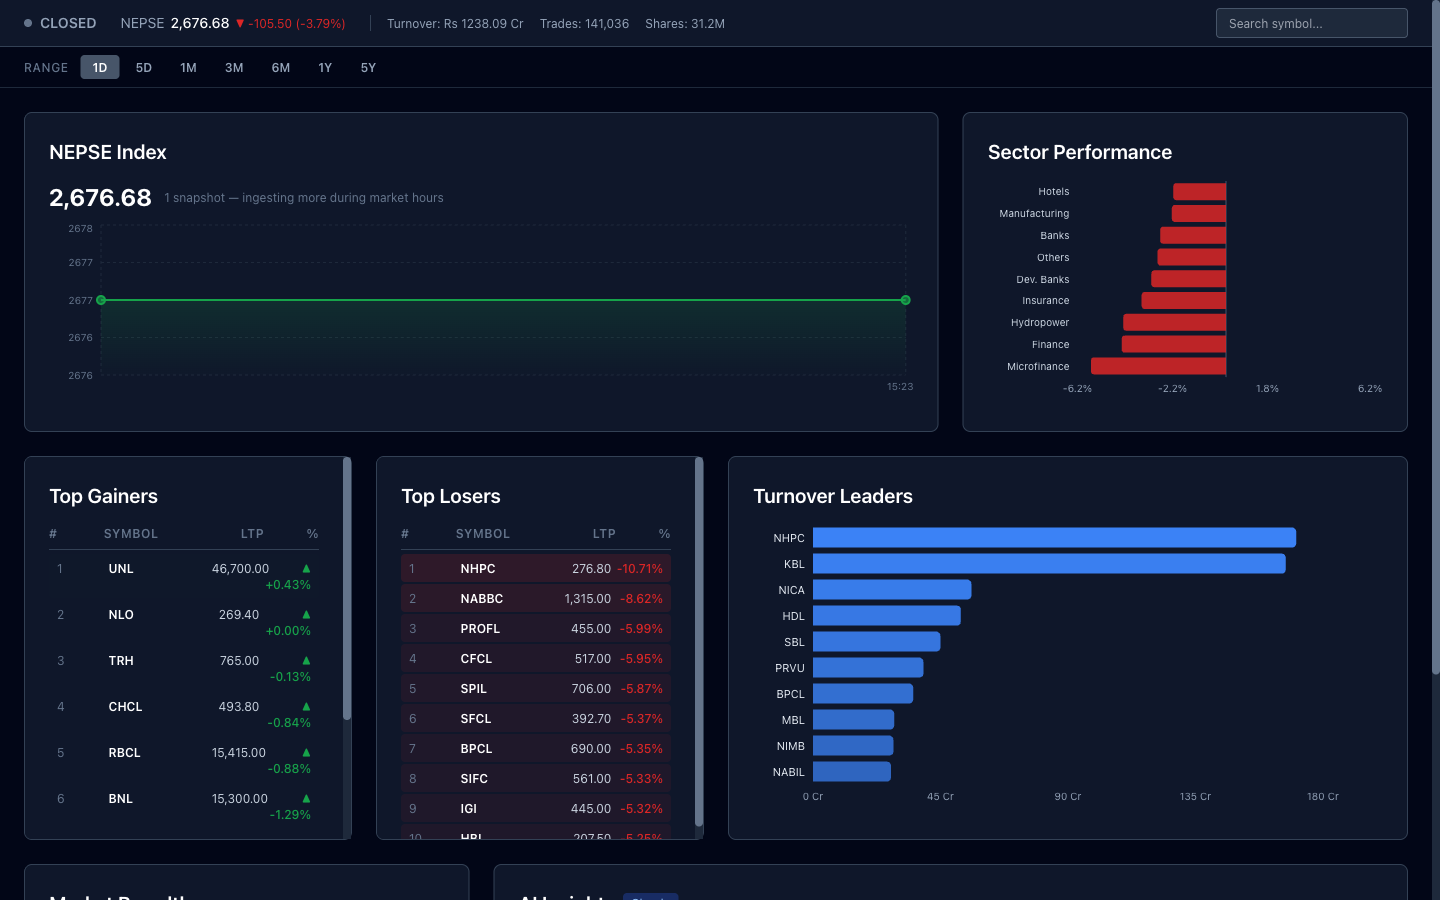 CLOSED NEPSE 2,676.68 ▼ -105.50 (-3.79%) Turnover: Rs 1238.09 Cr Trades: 141,036 Shares: 31.2M Search symbol...
RANGE 1D 5D 1M 3M 6M 1Y 5Y
NEPSE Index
2,676.68 1 snapshot — ingesting more during market hours
2678
2677
2677
2676
2676
15:23
Sector Performance
Hotels
Manufacturing
Banks
Others
Dev. Banks
Insurance
Hydropower
Finance
Microfinance
-6.2% -2.2% 1.8% 6.2%
Top Gainers
# SYMBOL LTP %
1 UNL 46,700.00 ▲
+0.43%
2 NLO 269.40 ▲
+0.00%
3 TRH 765.00 ▲
-0.13%
4 CHCL 493.80 ▲
-0.84%
5 RBCL 15,415.00 ▲
-0.88%
6 BNL 15,300.00 ▲
-1.29%
Top Losers
# SYMBOL LTP %
1 NHPC 276.80 -10.71%
2 NABBC 1,315.00 -8.62%
3 PROFL 455.00 -5.99%
4 CFCL 517.00 -5.95%
5 SPIL 706.00 -5.87%
6 SFCL 392.70 -5.37%
7 BPCL 690.00 -5.35%
8 SIFC 561.00 -5.33%
9 IGI 445.00 -5.32%
10 HBL 207.50 -5.25%
Turnover Leaders
NHPC
KBL
NICA
HDL
SBL
PRVU
BPCL
MBL
NIMB
NABIL
0 Cr 45 Cr 90 Cr 135 Cr 180 Cr
Market Breadth
AI Insight